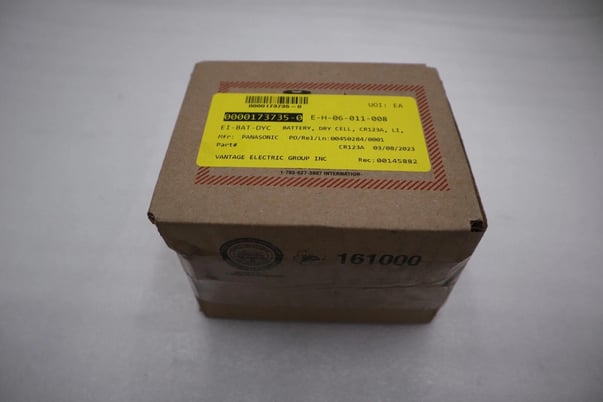 0000173735-0
UOI: EA
0000173735-0 E-H-06-011-008
EI-BAT-DYC BATTERY, DRY CELL, CR123A, LI,
Mfr: PANASONIC PO/Rel/Ln:00450284/0001
Part# CR123A 03/08/2023
VANTAGE ELECTRIC GROUP INC Rec:00145882
INTERNATION
161000